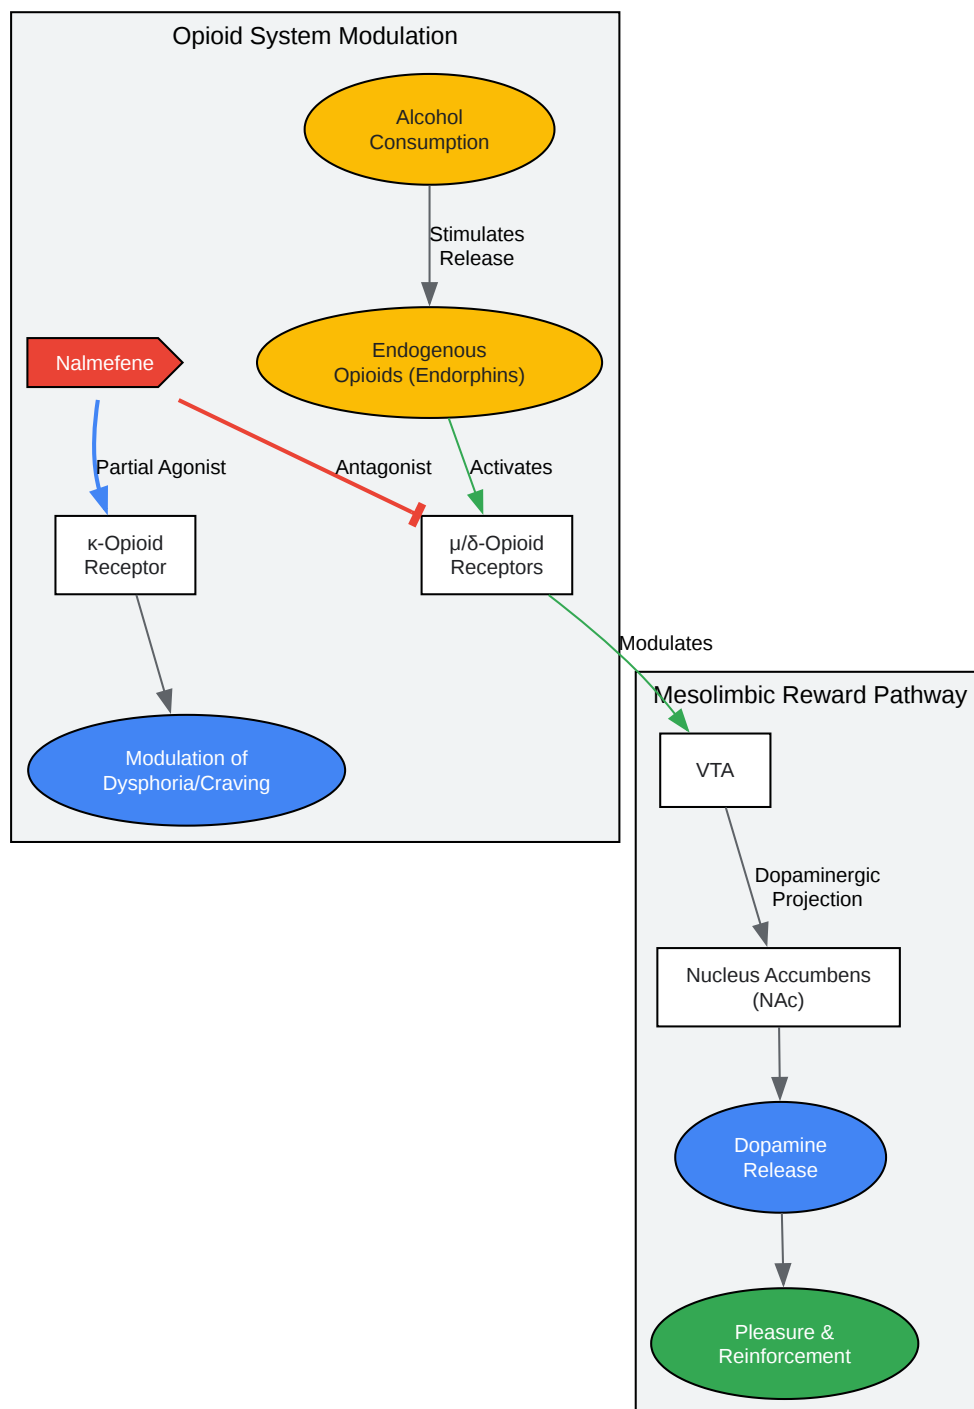 Opioid System Modulation
Alcohol
Consumption
Stimulates
Release
Nalmefene
Endogenous
Opioids (Endorphins)
Partial Agonist
Antagonist
Activates
κ-Opioid
Receptor
μ/δ-Opioid
Receptors
Modulates
Mesolimbic Reward Pathway
Modulation of
Dysphoria/Craving
VTA
Dopaminergic
Projection
Nucleus Accumbens
(NAc)
Dopamine
Release
Pleasure &
Reinforcement